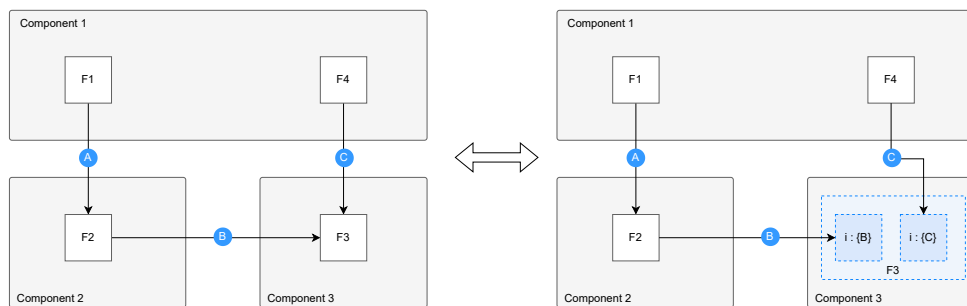 Component 1
F1
F4
A
C
F2
B
F3
Component 2
Component 3
Component 1
F1
F4
A
C
F2
B
i : {B}
i : {C}
F3
Component 2
Component 3